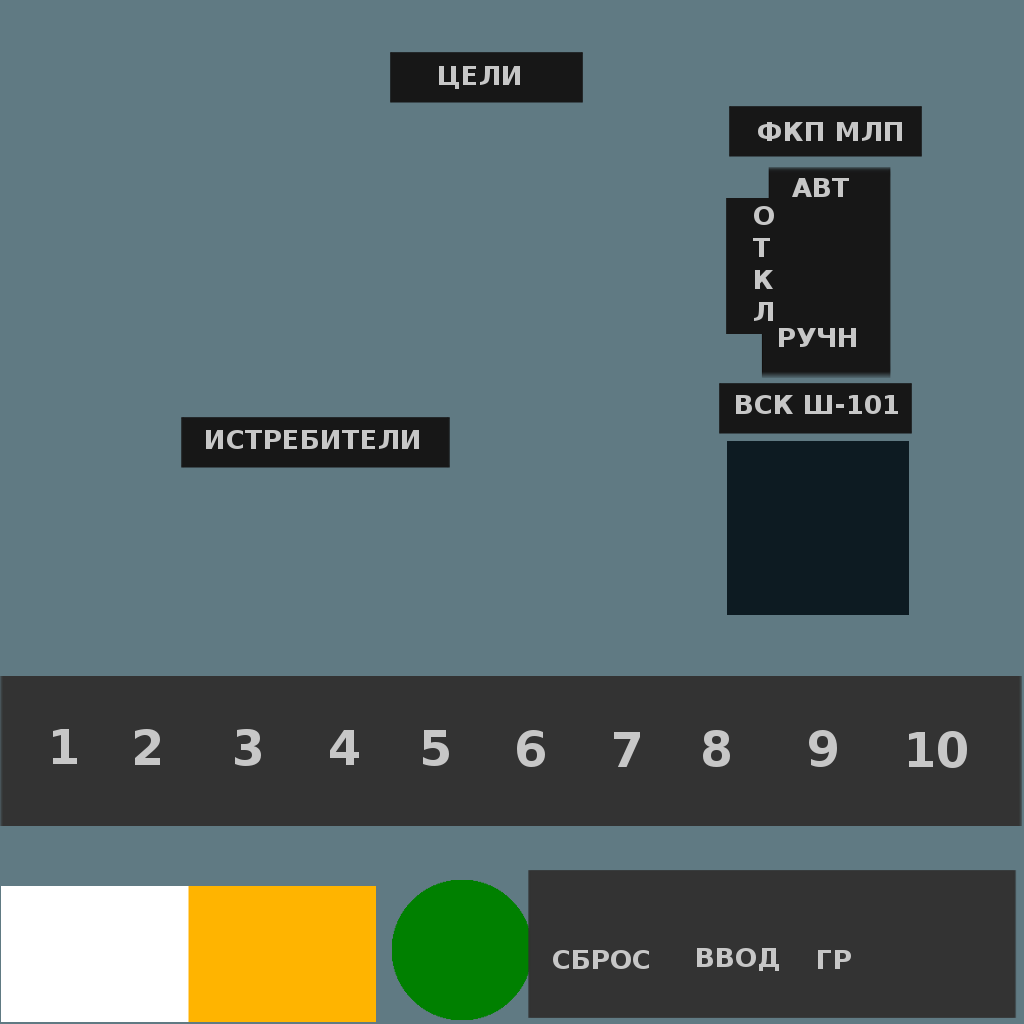 ЦЕЛИ
ФКП МЛП
АВТ
О
Т
К
Л
РУЧН
ВСК Ш-101
ИСТРЕБИТЕЛИ
1 2 3 4 5 6 7 8 9 10
СБРОС ВВОД ГР